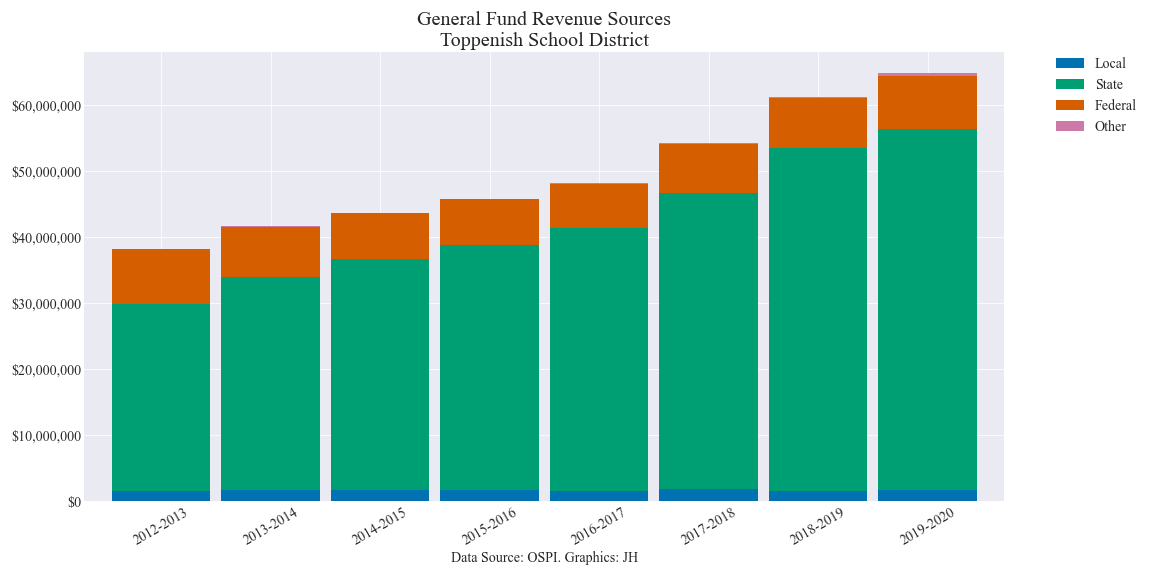 General Fund Revenue Sources
Toppenish School District
Local
State
Federal
Other
$60,000,000
$50,000,000
$40,000,000
$30,000,000
$20,000,000
$10,000,000
$0
2012-2013
2013-2014
2014-2015
2015-2016
2016-2017
2017-2018
2018-2019
2019-2020
Data Source: OSPI. Graphics: JH